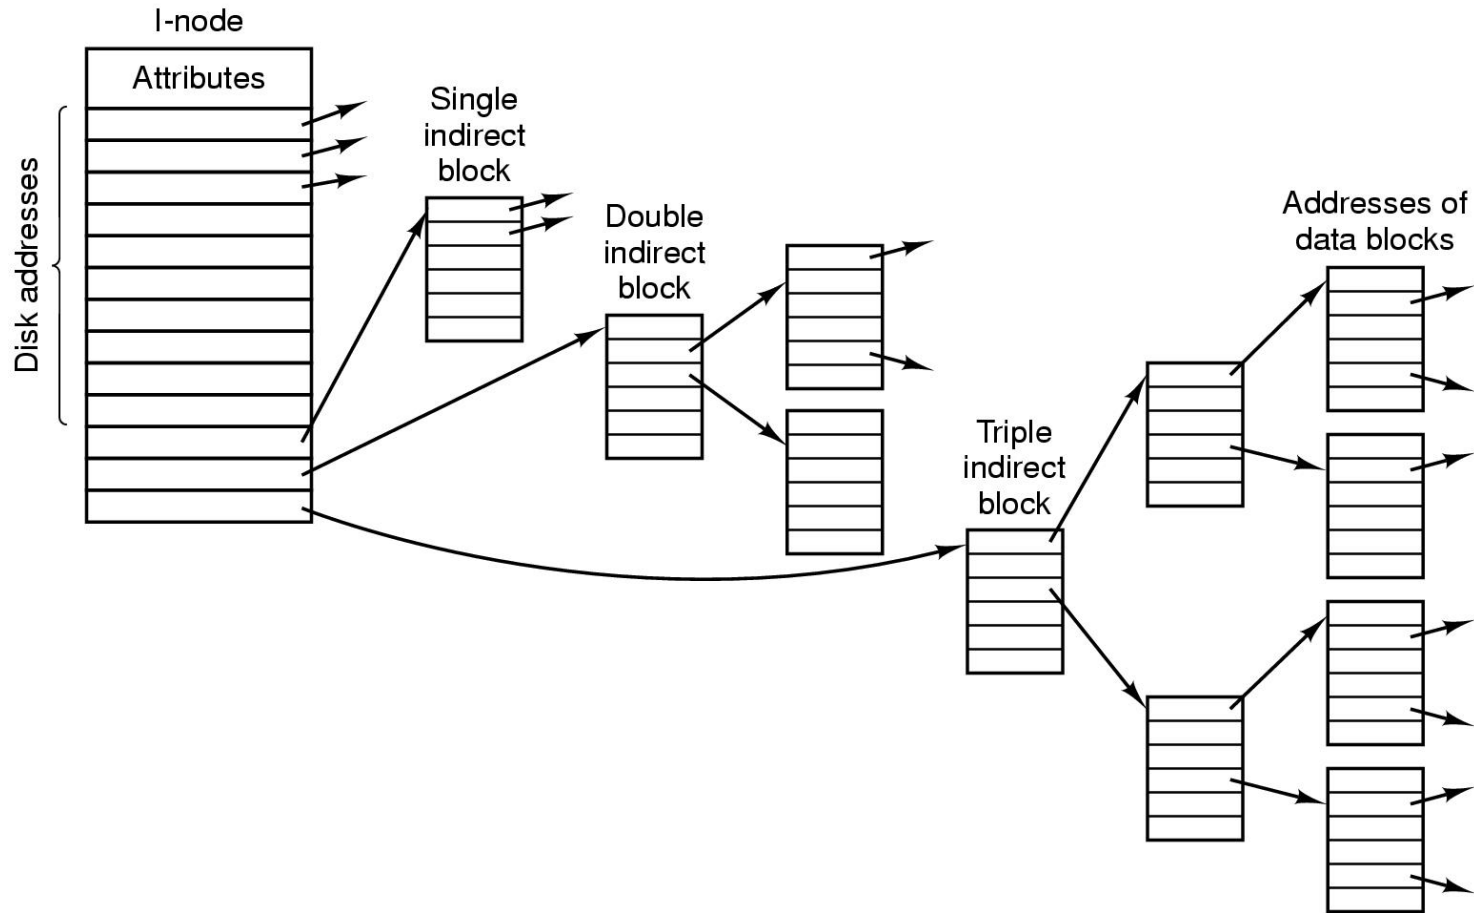 I-node
Attributes
Disk addresses
Single
indirect
block
Double
indirect
block
Triple
indirect
block
Addresses of
data blocks